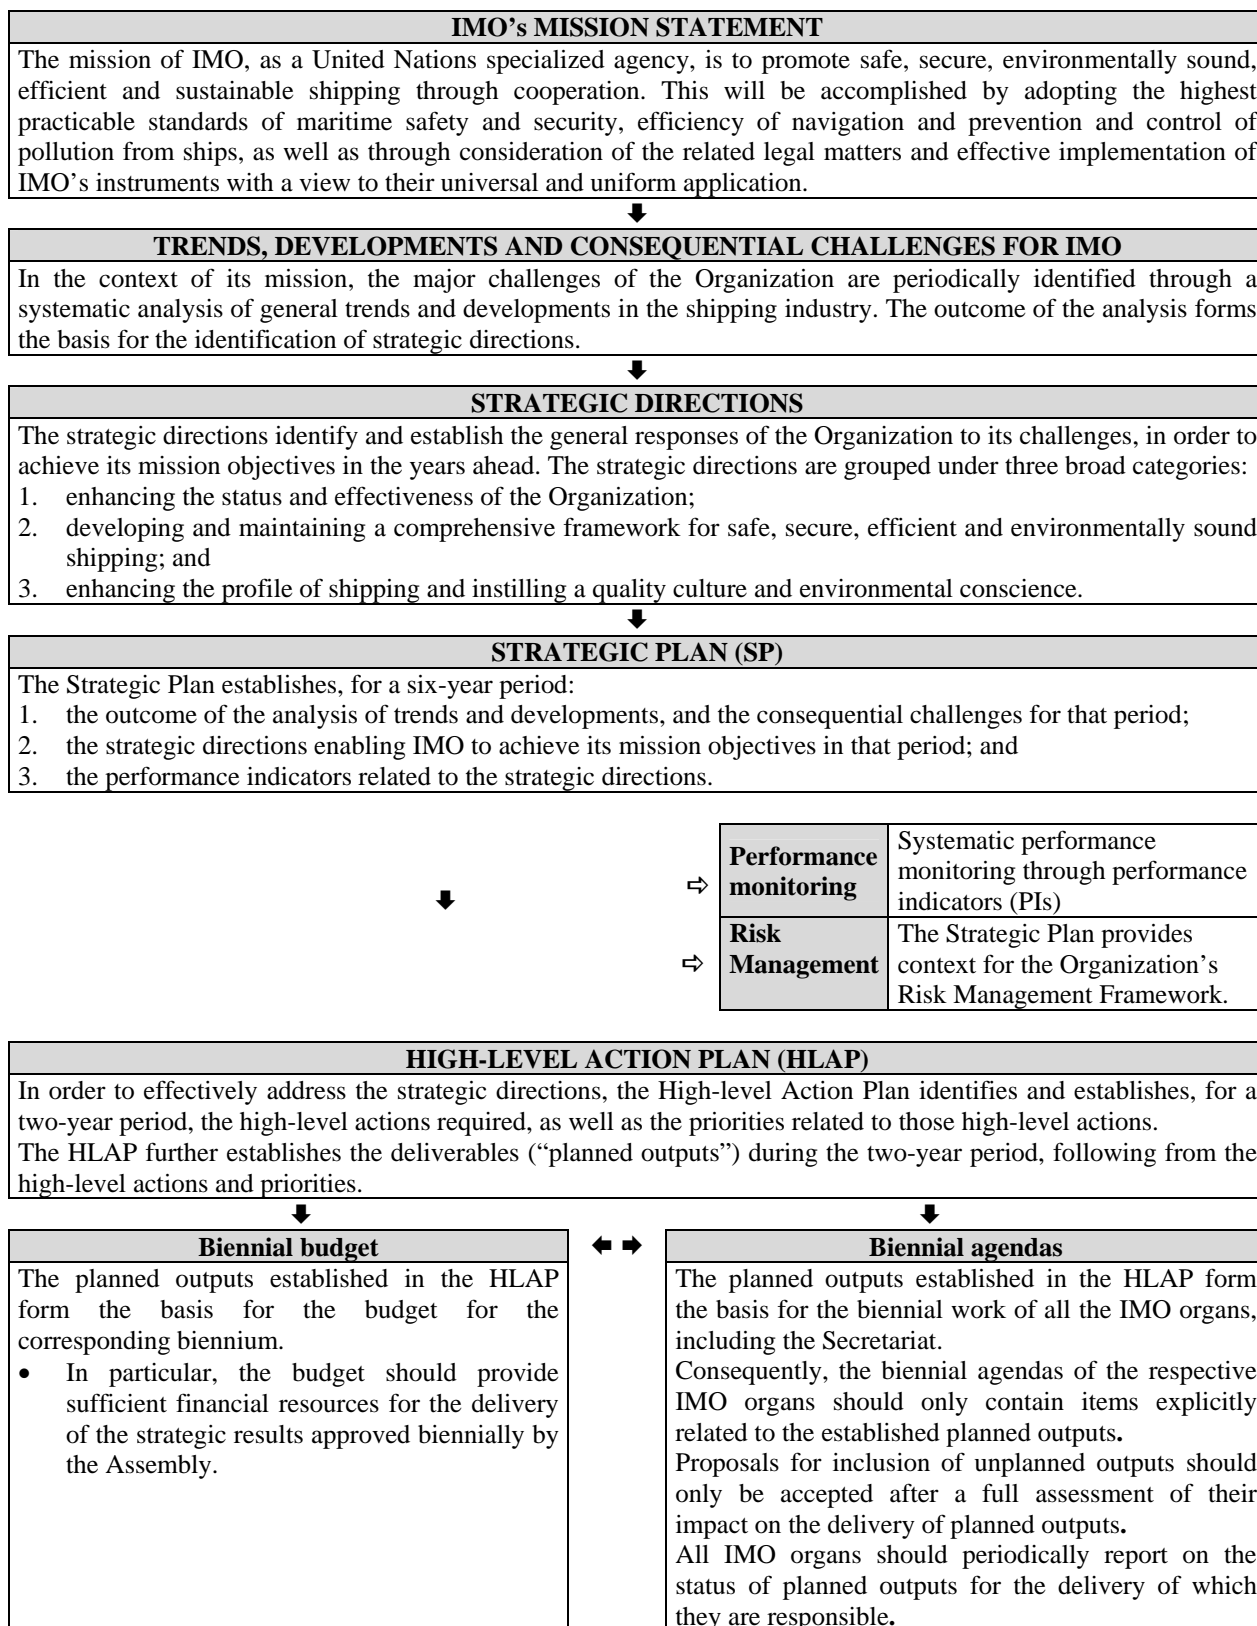 IMO’s MISSION STATEMENT
The mission of IMO, as a United Nations specialized agency, is to promote safe, secure, environmentally sound,
efficient and sustainable shipping through cooperation. This will be accomplished by adopting the highest
practicable standards of maritime safety and security, efficiency of navigation and prevention and control of
pollution from ships, as well as through consideration of the related legal matters and effective implementation of
IMO’s instruments with a view to their universal and uniform application.
TRENDS, DEVELOPMENTS AND CONSEQUENTIAL CHALLENGES FOR IMO
In the context of its mission, the major challenges of the Organization are periodically identified through a
systematic analysis of general trends and developments in the shipping industry. The outcome of the analysis forms
the basis for the identification of strategic directions.
STRATEGIC DIRECTIONS
The strategic directions identify and establish the general responses of the Organization to its challenges, in order to
achieve its mission objectives in the years ahead. The strategic directions are grouped under three broad categories:
1. enhancing the status and effectiveness of the Organization;
2. developing and maintaining a comprehensive framework for safe, secure, efficient and environmentally sound
shipping; and
3. enhancing the profile of shipping and instilling a quality culture and environmental conscience.
STRATEGIC PLAN (SP)
The Strategic Plan establishes, for a six-year period:
1. the outcome of the analysis of trends and developments, and the consequential challenges for that period;
2. the strategic directions enabling IMO to achieve its mission objectives in that period; and
3. the performance indicators related to the strategic directions.
Performance
monitoring
Systematic performance
monitoring through performance
indicators (PIs)
Risk
Management
The Strategic Plan provides
context for the Organization’s
Risk Management Framework.
HIGH-LEVEL ACTION PLAN (HLAP)
In order to effectively address the strategic directions, the High-level Action Plan identifies and establishes, for a
two-year period, the high-level actions required, as well as the priorities related to those high-level actions.
The HLAP further establishes the deliverables (“planned outputs”) during the two-year period, following from the
high-level actions and priorities.
Biennial budget
The planned outputs established in the HLAP
form the basis for the budget for the
corresponding biennium.
• In particular, the budget should provide
sufficient financial resources for the delivery
of the strategic results approved biennially by
the Assembly.
Biennial agendas
The planned outputs established in the HLAP form
the basis for the biennial work of all the IMO organs,
including the Secretariat.
Consequently, the biennial agendas of the respective
IMO organs should only contain items explicitly
related to the established planned outputs.
Proposals for inclusion of unplanned outputs should
only be accepted after a full assessment of their
impact on the delivery of planned outputs.
All IMO organs should periodically report on the
status of planned outputs for the delivery of which
they are responsible.